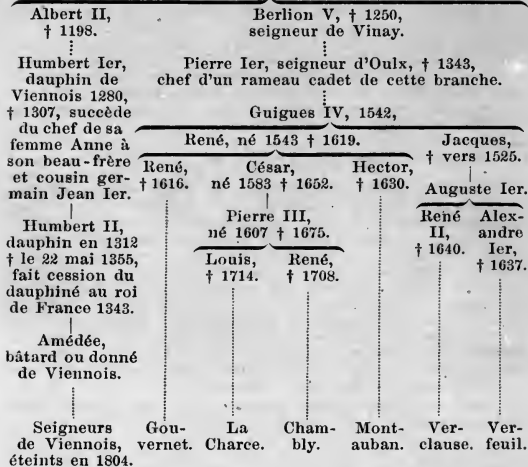 Albert II,
† 1198.
Humbert Ier,
dauphin de
Viennois 1280,
† 1307, succède
du chef de sa
femme Anne à
son beau-frère
et cousin ger-
main Jean Ier.
Humbert II,
dauphin en 1312
† le 22 mai 1355,
fait cession du
dauphiné au roi
de France 1343.
Amédée,
bâtard ou donné
de Viennois.
Seigneurs
de Viennois,
éteints en 1804.
Berlion V, † 1250,
seigneur de Vinay.
Pierre Ier, seigneur d'Oulx, † 1343,
chef d'un rameau cadet de cette branche.
Guigues IV, 1542,
René, né 1543 † 1619.
Jacques,
† vers 1525.
René,
† 1616.
César,
né 1583 † 1652.
Hector,
† 1630.
Auguste Ier.
Pierre III,
né 1607 † 1675.
René
II,
† 1640.
Alex-
andre
Ier,
† 1637.
Louis,
† 1714.
René,
† 1708.
Gou-
vernet.
La
Charce.
Cham-
bly.
Mont-
auban.
Ver-
clause.
Ver-
feuil.